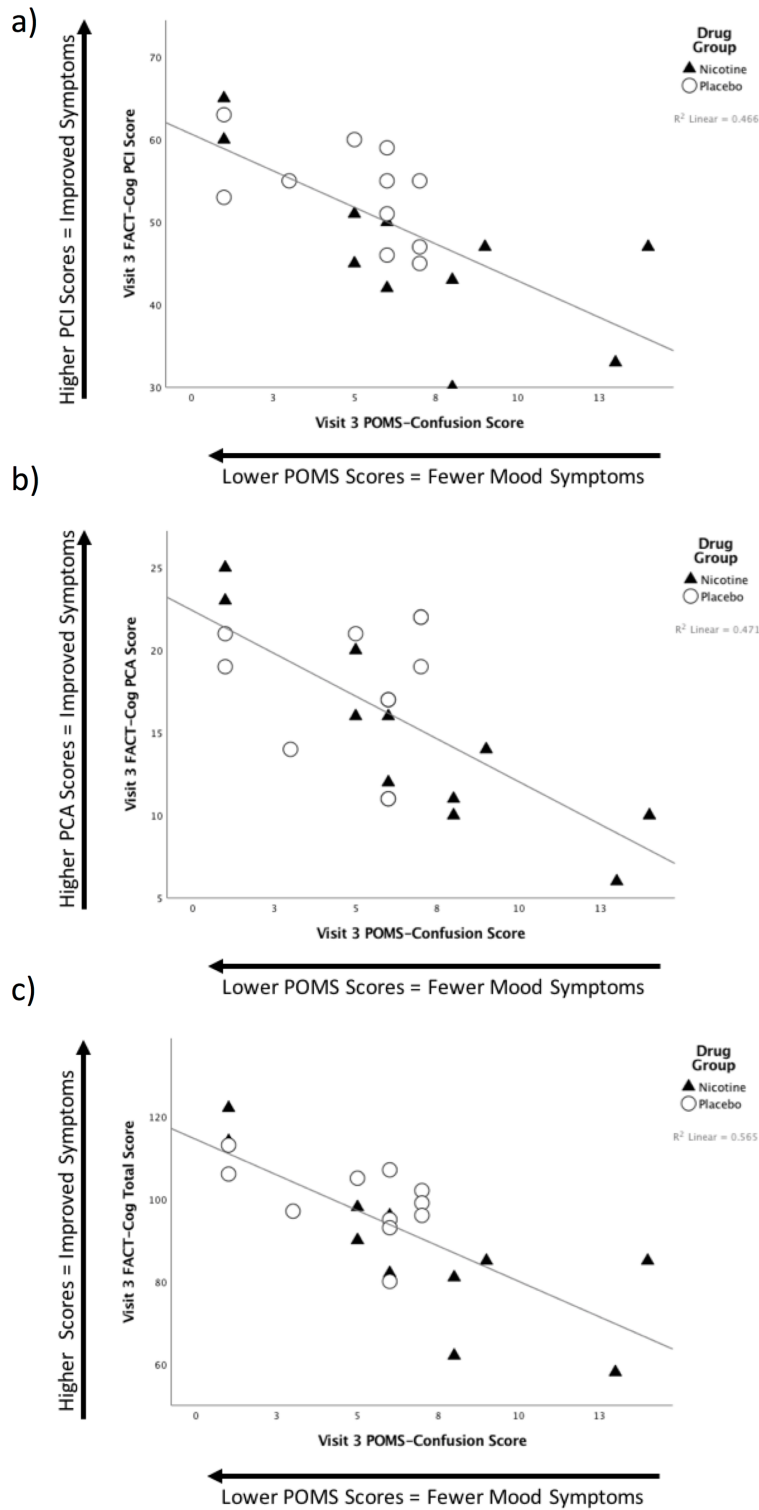 a)
Higher PCI Scores = Improved Symptoms
Visit 3 FACT-Cog PCI Score
70
60
50
40
30
0 3 5 8 10 13
Visit 3 POMS-Confusion Score
Lower POMS Scores = Fewer Mood Symptoms
Drug
Group
Nicotine
Placebo
R² Linear = 0.466
b)
Higher PCA Scores = Improved Symptoms
Visit 3 FACT-Cog PCA Score
25
20
15
10
5
0 3 5 8 10 13
Visit 3 POMS-Confusion Score
Lower POMS Scores = Fewer Mood Symptoms
Drug
Group
Nicotine
Placebo
R² Linear = 0.471
c)
Higher Scores = Improved Symptoms
Visit 3 FACT-Cog Total Score
120
100
80
60
0 3 5 8 10 13
Visit 3 POMS-Confusion Score
Lower POMS Scores = Fewer Mood Symptoms
Drug
Group
Nicotine
Placebo
R² Linear = 0.565